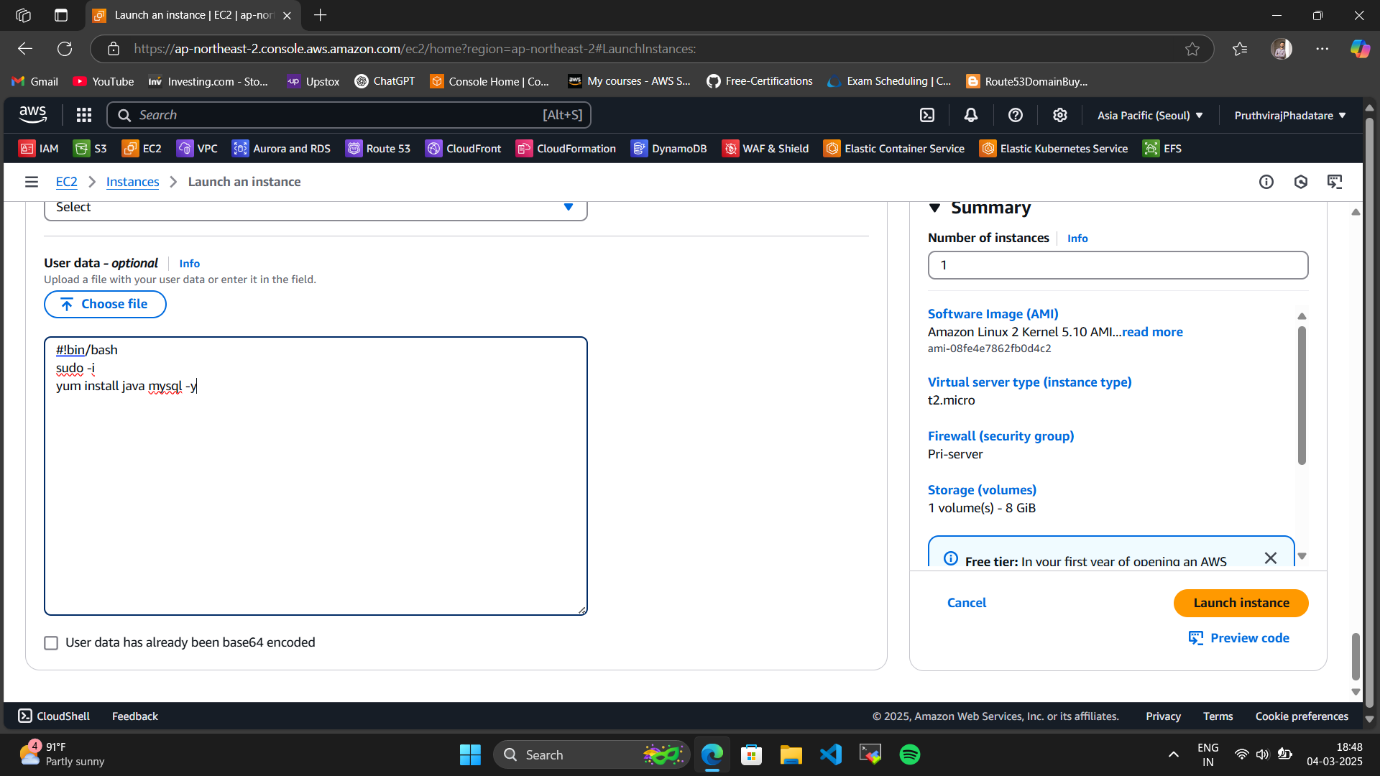 Launch an instance | EC2 | ap-nor
https://ap-northeast-2.console.aws.amazon.com/ec2/home?region=ap-northeast-2#LaunchInstances:
Gmail YouTube Inv Investing.com - Sto... up Upstox ChatGPT Console Home | Co... aws My courses - AWS S... Free-Certifications Exam Scheduling | C... Route53DomainBuy...
aws Search [Alt+S] Asia Pacific (Seoul) PruthvirajPhadatare
IAM S3 EC2 VPC Aurora and RDS Route 53 CloudFront CloudFormation DynamoDB WAF & Shield Elastic Container Service Elastic Kubernetes Service EFS
EC2 Instances Launch an instance
Select
User data - optional Info
Upload a file with your user data or enter it in the field.
Choose file
#!bin/bash
sudo -i
yum install java mysql -y
User data has already been base64 encoded
Summary
Number of instances Info
1
Software Image (AMI)
Amazon Linux 2 Kernel 5.10 AMI...read more
ami-08fe4e7862fb0d4c2
Virtual server type (instance type)
t2.micro
Firewall (security group)
Pri-server
Storage (volumes)
1 volume(s) - 8 GiB
Free tier: In your first year of opening an AWS
Cancel Launch instance
Preview code
CloudShell Feedback © 2025, Amazon Web Services, Inc. or its affiliates. Privacy Terms Cookie preferences
4 91°F
Partly sunny
Search
ENG
IN
18:48
04-03-2025